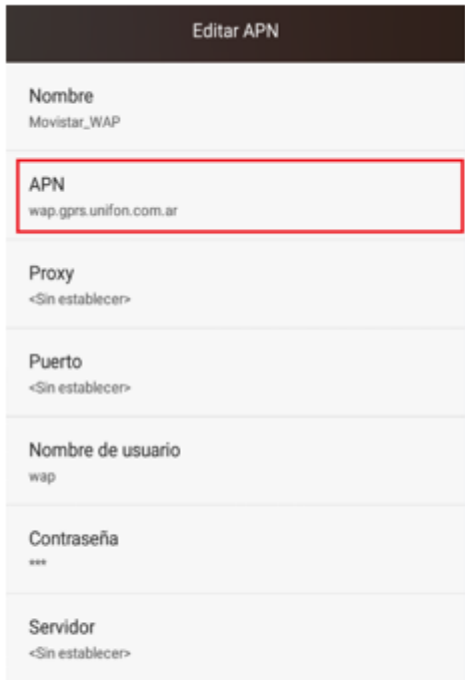 Editar APN
Nombre
Movistar_WAP
APN
wap.gprs.unifon.com.ar
Proxy
<Sin establecer>
Puerto
<Sin establecer>
Nombre de usuario
wap
Contraseña
***
Servidor
<Sin establecer>